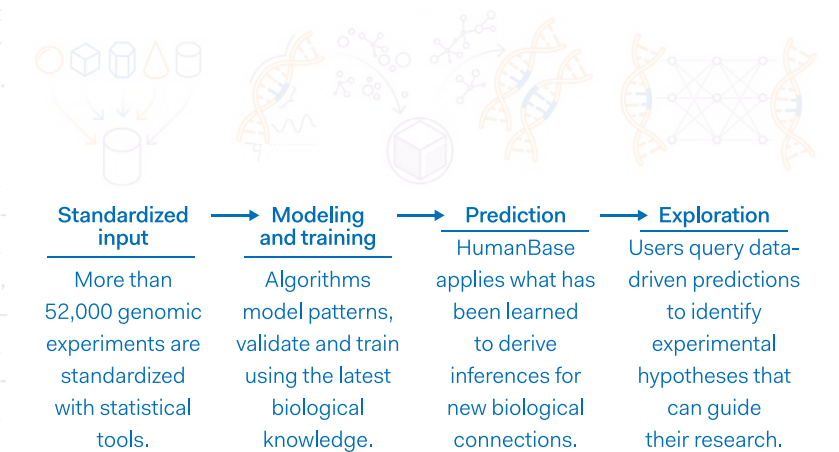 Standardized
input
More than
52,000 genomic
experiments are
standardized
with statistical
tools.
Modeling
and training
Algorithms
model patterns,
validate and train
using the latest
biological
knowledge.
Prediction
HumanBase
applies what has
been learned
to derive
inferences for
new biological
connections.
Exploration
Users query data-
driven predictions
to identify
experimental
hypotheses that
can guide
their research.